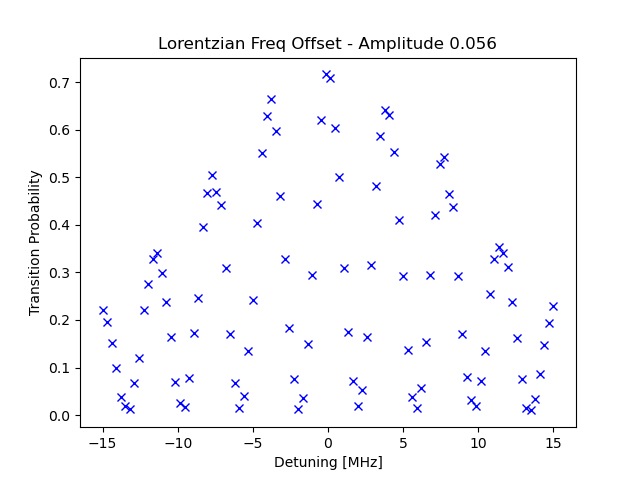 Lorentzian Freq Offset - Amplitude 0.056
Transition Probability
0.7
0.6
0.5
0.4
0.3
0.2
0.1
0.0
−15 −10 −5 0 5 10 15
Detuning [MHz]